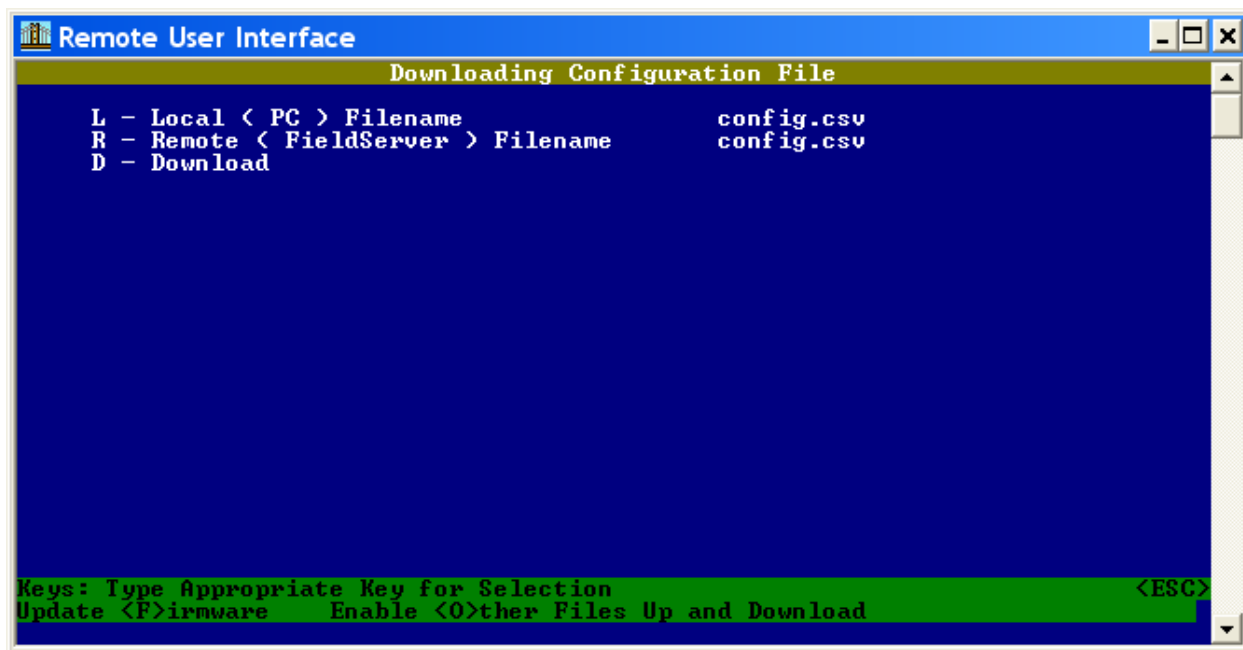 Remote User Interface
Downloading Configuration File
L - Local < PC > Filename config.csv
R - Remote < FieldServer > Filename config.csv
D - Download
Keys: Type Appropriate Key for Selection <ESC>
Update <F>irmware Enable <O>ther Files Up and Download